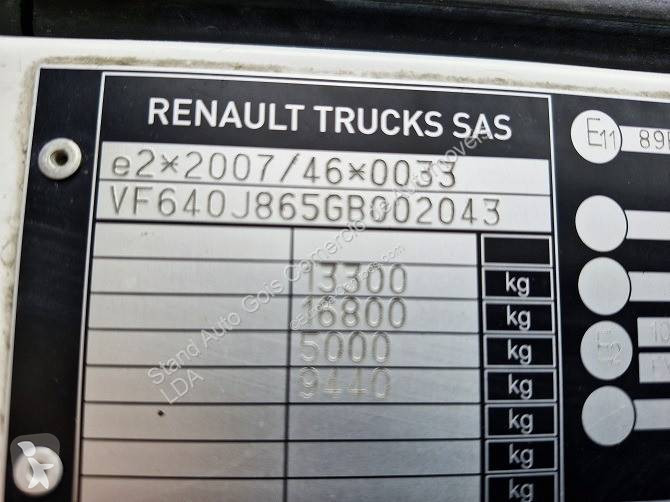 RENAULT TRUCKS SAS
e2*2007/46*0033
VF640J865GB002043
13300 kg
16800 kg
5000 kg
9440 kg
kg
kg
kg
E11
89R
Stand Auto Gois Comercio de Automoveis
LDA